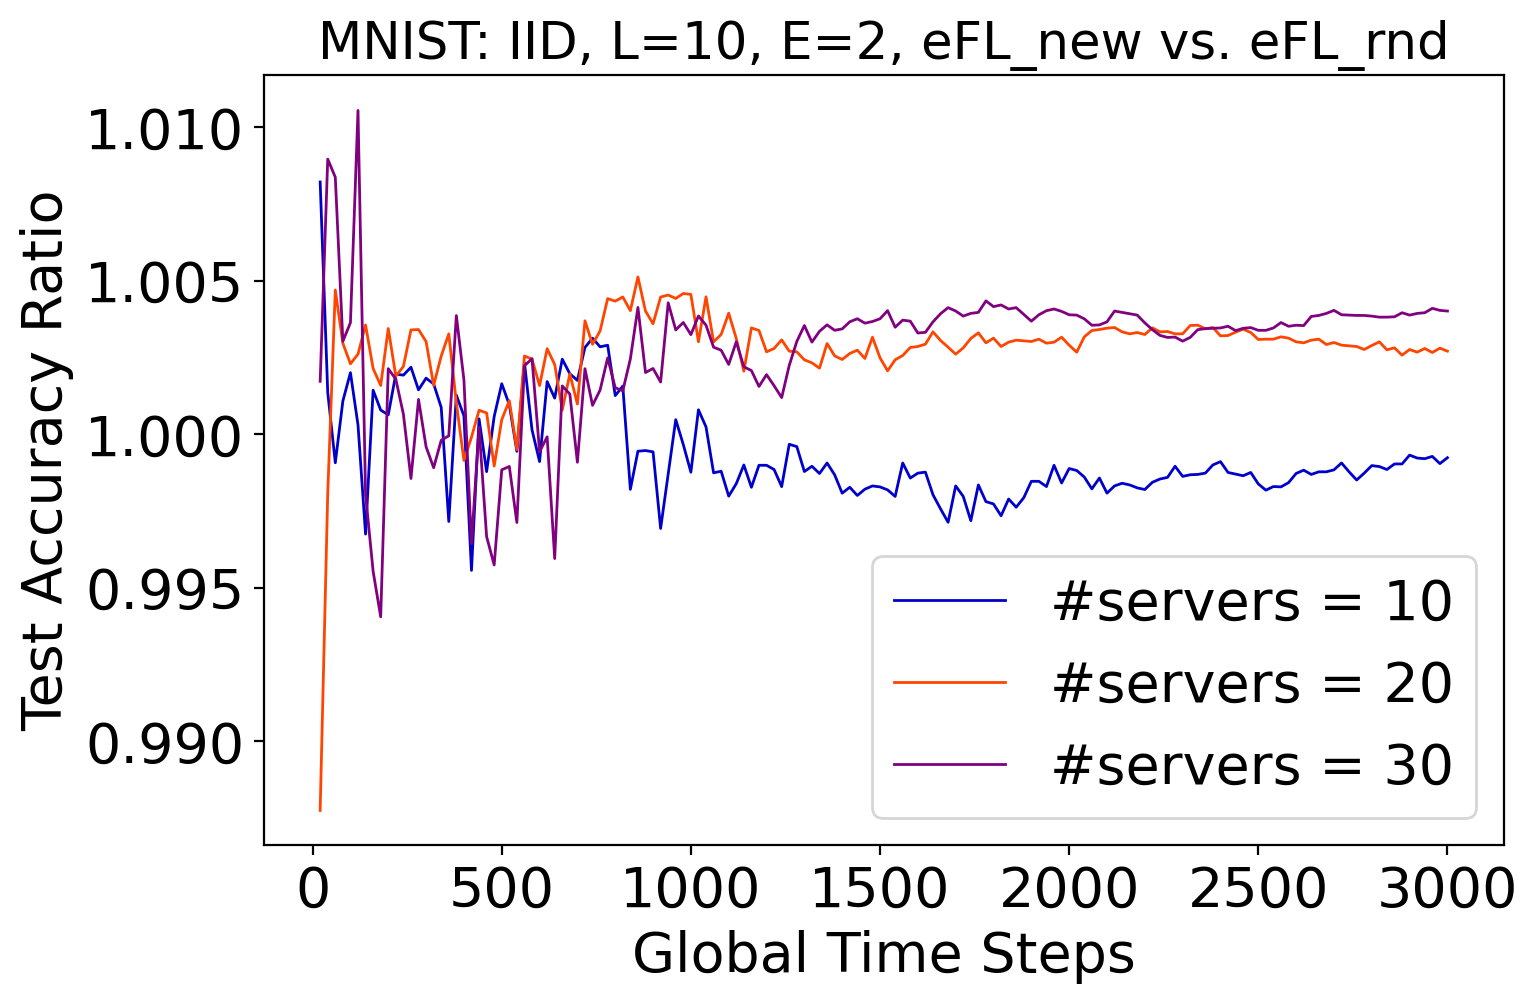 MNIST: IID, L=10, E=2, eFL_new vs. eFL_rnd
Test Accuracy Ratio
1.010
1.005
1.000
0.995
0.990
#servers = 10
#servers = 20
#servers = 30
0 500 1000 1500 2000 2500 3000
Global Time Steps